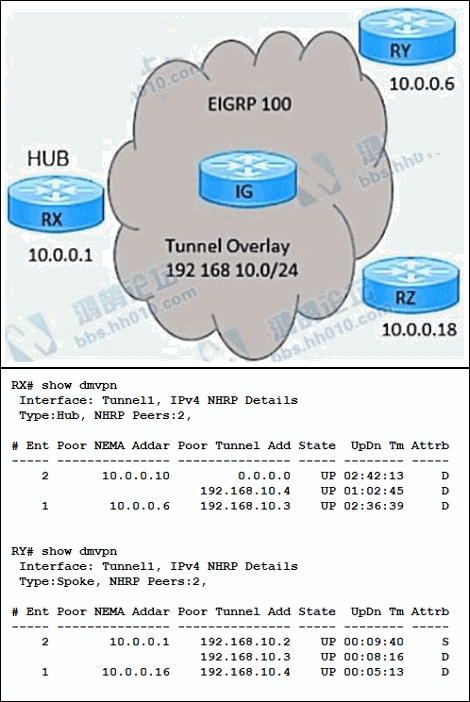 RY
10.0.0.6
EIGRP 100
HUB
IG
RX
10.0.0.1
Tunnel Overlay
192 168 10.0/24
RZ
10.0.0.18
鸿鹄论坛
bbs.hh010.com
RX# show dmvpn
Interface: Tunnel1, IPv4 NHRP Details
Type:Hub, NHRP Peers:2,
# Ent Poor NEMA Addar Poor Tunnel Add State UpDn Tm Attrb
----- --------------- --------------- ----- -------- -----
2 10.0.0.10 0.0.0.0 UP 02:42:13 D
192.168.10.4 UP 01:02:45 D
1 10.0.0.6 192.168.10.3 UP 02:36:39 D
RY# show dmvpn
Interface: Tunnel1, IPv4 NHRP Details
Type:Spoke, NHRP Peers:2,
# Ent Poor NEMA Addar Poor Tunnel Add State UpDn Tm Attrb
----- --------------- --------------- ----- -------- -----
2 10.0.0.1 192.168.10.2 UP 00:09:40 S
192.168.10.3 UP 00:08:16 D
1 10.0.0.16 192.168.10.4 UP 00:05:13 D